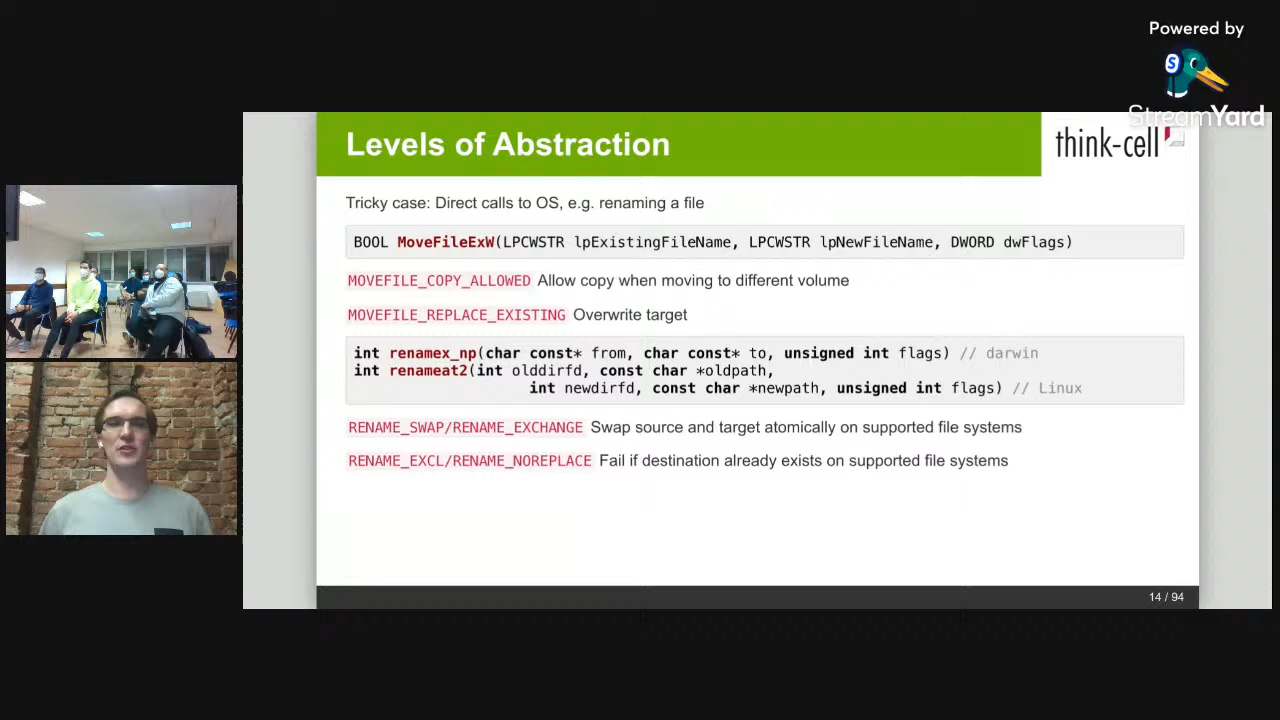 Powered by
StreamYard
Levels of Abstraction
think-cell
Tricky case: Direct calls to OS, e.g. renaming a file
BOOL MoveFileExW(LPCWSTR lpExistingFileName, LPCWSTR lpNewFileName, DWORD dwFlags)
MOVEFILE_COPY_ALLOWED Allow copy when moving to different volume
MOVEFILE_REPLACE_EXISTING Overwrite target
int renamex_np(char const* from, char const* to, unsigned int flags) // darwin
int renameat2(int olddirfd, const char *oldpath,
int newdirfd, const char *newpath, unsigned int flags) // Linux
RENAME_SWAP/RENAME_EXCHANGE Swap source and target atomically on supported file systems
RENAME_EXCL/RENAME_NOREPLACE Fail if destination already exists on supported file systems
14 / 94